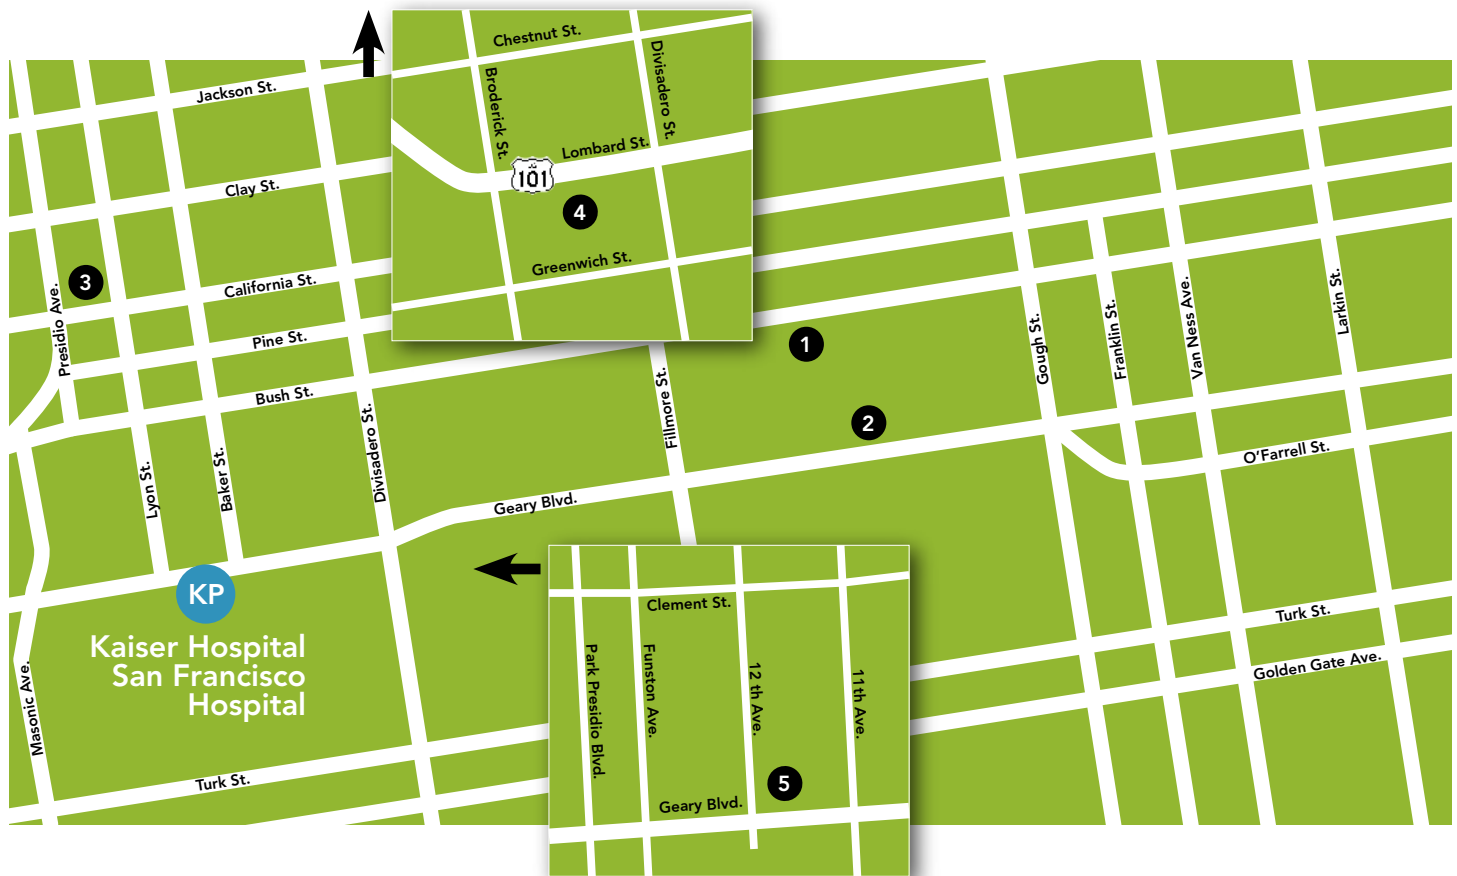 Chestnut St.
Divisadero St.
Broderick St.
Lombard St.
101
4
Greenwich St.
Jackson St.
Clay St.
3
California St.
Presidio Ave.
Pine St.
Bush St.
1
2
Gough St.
Franklin St.
Van Ness Ave.
Larkin St.
Fillmore St.
Divisadero St.
Lyon St.
Baker St.
O'Farrell St.
Geary Blvd.
KP
Kaiser Hospital
San Francisco
Hospital
Masonic Ave.
Turk St.
Clement St.
Park Presidio Blvd.
Funston Ave.
12 th Ave.
11th Ave.
5
Geary Blvd.
Turk St.
Golden Gate Ave.